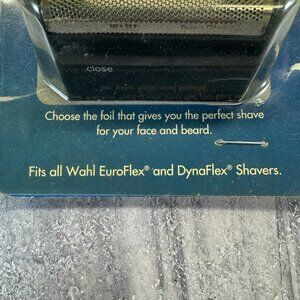 WAHL
close
Choose the foil that gives you the perfect shave
for your face and beard.
Fits all Wahl EuroFlex® and DynaFlex® Shavers.